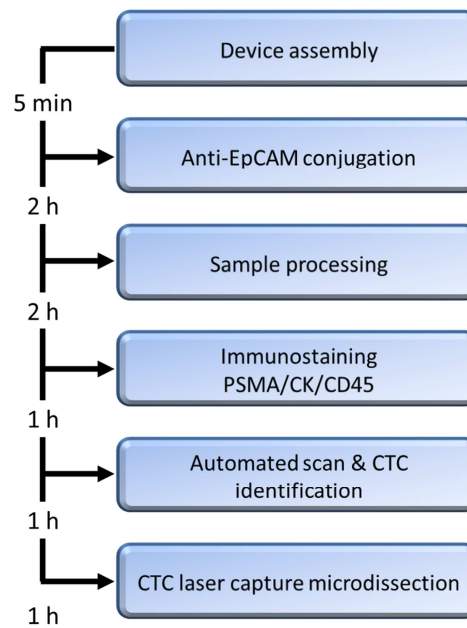 Device assembly
5 min
Anti-EpCAM conjugation
2 h
Sample processing
2 h
Immunostaining
PSMA/CK/CD45
1 h
Automated scan & CTC
identification
1 h
CTC laser capture microdissection
1 h